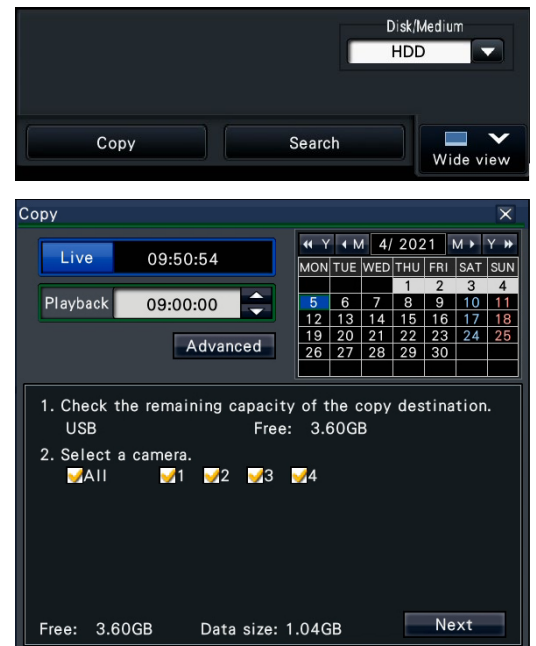 Disk/Medium
HDD
Copy Search Wide view
Copy
Live 09:50:54
Playback 09:00:00
Advanced
Y M 4/ 2021 M Y
MON TUE WED THU FRI SAT SUN
1 2 3 4
5 6 7 8 9 10 11
12 13 14 15 16 17 18
19 20 21 22 23 24 25
26 27 28 29 30
1. Check the remaining capacity of the copy destination.
USB Free: 3.60GB
2. Select a camera.
All 1 2 3 4
Free: 3.60GB Data size: 1.04GB Next